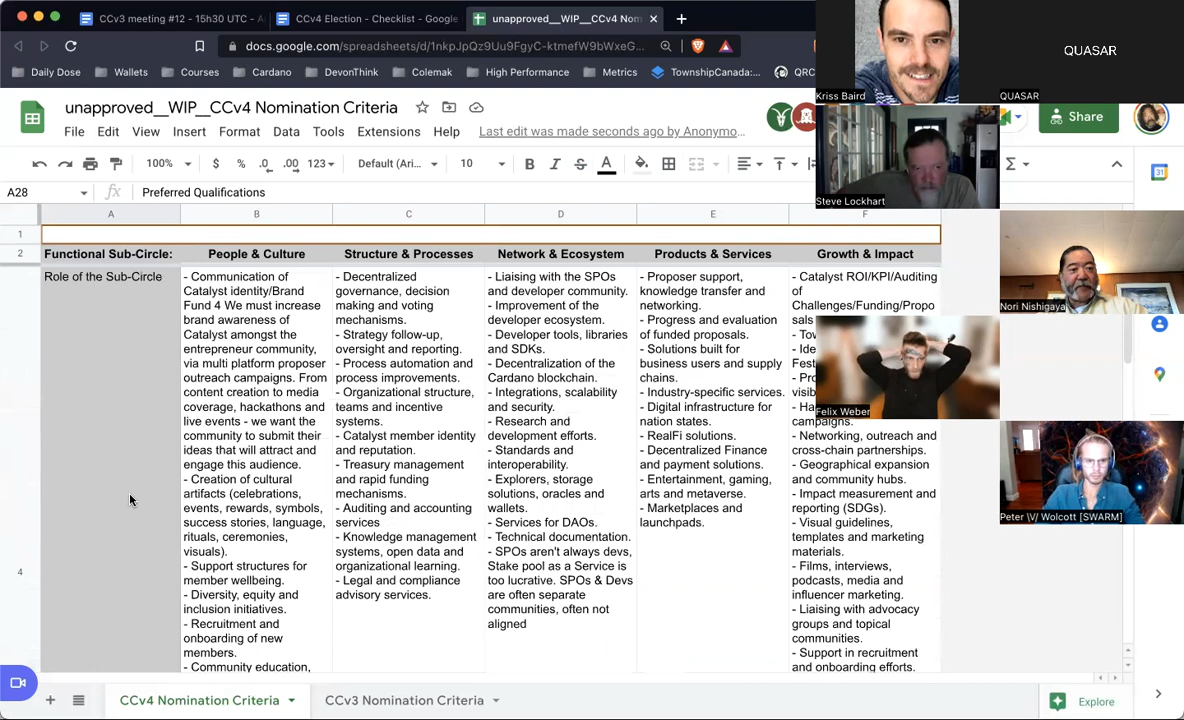 CCv3 meeting #12 - 15h30 UTC - A
CCv4 Election - Checklist - Google
unapproved__WIP__CCv4 Nom
docs.google.com/spreadsheets/d/1nkpJpQz9Uu9FgyC-ktmefW9bWxeG...
Daily Dose
Wallets
Courses
Cardano
DevonThink
Colemak
High Performance
Metrics
TownshipCanada:...
QRC
unapproved__WIP__CCv4 Nomination Criteria
File Edit View Insert Format Data Tools Extensions Help
Last edit was made seconds ago by Anonymo...
Share
100%
$ % .0 .00 123
Default (Ari...
10
B I S A
Σ
A28
fx
Preferred Qualifications
A B C D E F
1
2
Functional Sub-Circle:
People & Culture
Structure & Processes
Network & Ecosystem
Products & Services
Growth & Impact
4
Role of the Sub-Circle
- Communication of
Catalyst identity/Brand
Fund 4 We must increase
brand awareness of
Catalyst amongst the
entrepreneur community,
via multi platform proposer
outreach campaigns. From
content creation to media
coverage, hackathons and
live events - we want the
community to submit their
ideas that will attract and
engage this audience.
- Creation of cultural
artifacts (celebrations,
events, rewards, symbols,
success stories, language,
rituals, ceremonies,
visuals).
- Support structures for
member wellbeing.
- Diversity, equity and
inclusion initiatives.
- Recruitment and
onboarding of new
members.
- Community education,
- Decentralized
governance, decision
making and voting
mechanisms.
- Strategy follow-up,
oversight and reporting.
- Process automation and
process improvements.
- Organizational structure,
teams and incentive
systems.
- Catalyst member identity
and reputation.
- Treasury management
and rapid funding
mechanisms.
- Auditing and accounting
services
- Knowledge management
systems, open data and
organizational learning.
- Legal and compliance
advisory services.
- Liaising with the SPOs
and developer community.
- Improvement of the
developer ecosystem.
- Developer tools, libraries
and SDKs.
- Decentralization of the
Cardano blockchain.
- Integrations, scalability
and security.
- Research and
development efforts.
- Standards and
interoperability.
- Explorers, storage
solutions, oracles and
wallets.
- Services for DAOs.
- Technical documentation.
- SPOs aren't always devs,
Stake pool as a Service is
too lucrative. SPOs & Devs
are often separate
communities, often not
aligned
- Proposer support,
knowledge transfer and
networking.
- Progress and evaluation
of funded proposals.
- Solutions built for
business users and supply
chains.
- Industry-specific services.
- Digital infrastructure for
nation states.
- RealFi solutions.
- Decentralized Finance
and payment solutions.
- Entertainment, gaming,
arts and metaverse.
- Marketplaces and
launchpads.
- Catalyst ROI/KPI/Auditing
of
Challenges/Funding/Propo
sals
- Tow
- Ide
Fest
- Pro
visib
- Ha
campaigns.
- Networking, outreach and
cross-chain partnerships.
- Geographical expansion
and community hubs.
- Impact measurement and
reporting (SDGs).
- Visual guidelines,
templates and marketing
materials.
- Films, interviews,
podcasts, media and
influencer marketing.
- Liaising with advocacy
groups and topical
communities.
- Support in recruitment
and onboarding efforts.
Kriss Baird
QUASAR
QUASAR
Steve Lockhart
Nori Nishigaya
Felix Weber
Peter \V/ Wolcott [SWARM]
31
CCv4 Nomination Criteria
CCv3 Nomination Criteria
Explore